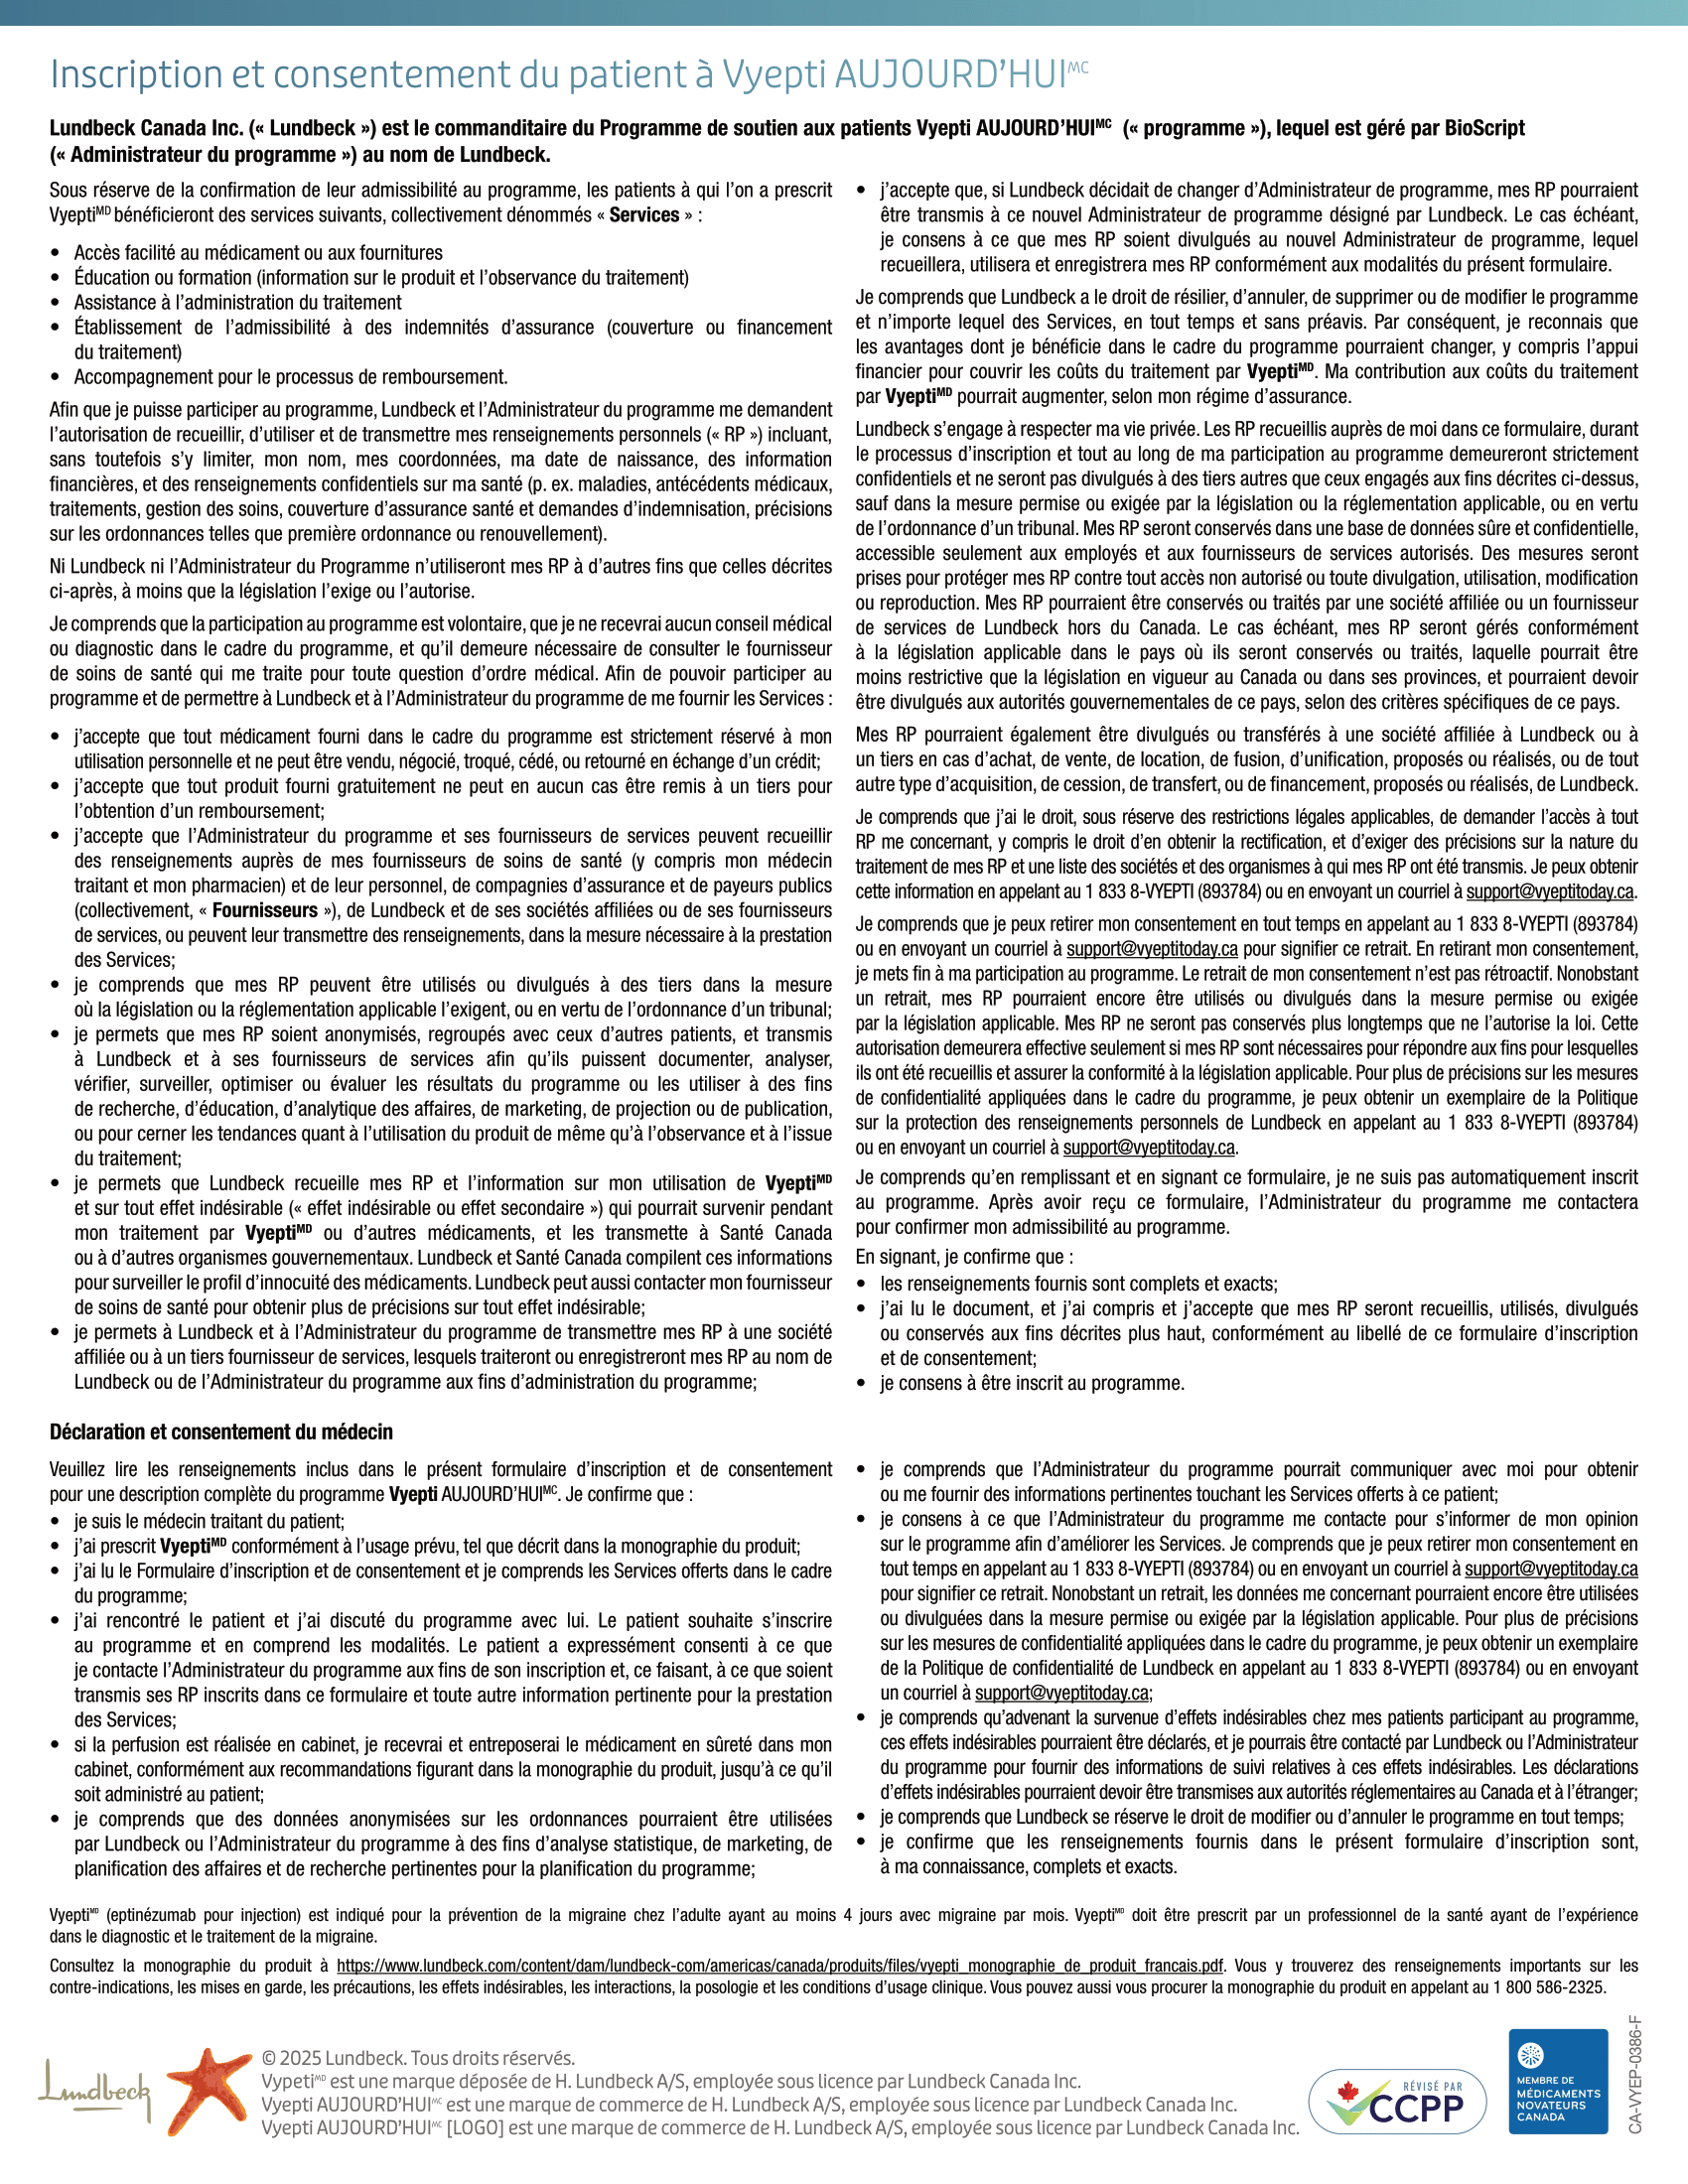 Inscription et consentement du patient à Vyepti AUJOURD’HUIMC
Lundbeck Canada Inc. (« Lundbeck ») est le commanditaire du Programme de soutien aux patients Vyepti AUJOURD’HUIMC (« programme »), lequel est géré par BioScript
(« Administrateur du programme ») au nom de Lundbeck.
Sous réserve de la confirmation de leur admissibilité au programme, les patients à qui l’on a prescrit
VyeptiMD bénéficieront des services suivants, collectivement dénommés « Services » :
• Accès facilité au médicament ou aux fournitures
• Éducation ou formation (information sur le produit et l’observance du traitement)
• Assistance à l’administration du traitement
• Établissement de l’admissibilité à des indemnités d’assurance (couverture ou financement
du traitement)
• Accompagnement pour le processus de remboursement.
Afin que je puisse participer au programme, Lundbeck et l’Administrateur du programme me demandent
l’autorisation de recueillir, d’utiliser et de transmettre mes renseignements personnels (« RP ») incluant,
sans toutefois s’y limiter, mon nom, mes coordonnées, ma date de naissance, des information
financières, et des renseignements confidentiels sur ma santé (p. ex. maladies, antécédents médicaux,
traitements, gestion des soins, couverture d’assurance santé et demandes d’indemnisation, précisions
sur les ordonnances telles que première ordonnance ou renouvellement).
Ni Lundbeck ni l’Administrateur du Programme n’utiliseront mes RP à d’autres fins que celles décrites
ci-après, à moins que la législation l’exige ou l’autorise.
Je comprends que la participation au programme est volontaire, que je ne recevrai aucun conseil médical
ou diagnostic dans le cadre du programme, et qu’il demeure nécessaire de consulter le fournisseur
de soins de santé qui me traite pour toute question d’ordre médical. Afin de pouvoir participer au
programme et de permettre à Lundbeck et à l’Administrateur du programme de me fournir les Services :
• j’accepte que tout médicament fourni dans le cadre du programme est strictement réservé à mon
utilisation personnelle et ne peut être vendu, négocié, troqué, cédé, ou retourné en échange d’un crédit;
• j’accepte que tout produit fourni gratuitement ne peut en aucun cas être remis à un tiers pour
l’obtention d’un remboursement;
• j’accepte que l’Administrateur du programme et ses fournisseurs de services peuvent recueillir
des renseignements auprès de mes fournisseurs de soins de santé (y compris mon médecin
traitant et mon pharmacien) et de leur personnel, de compagnies d’assurance et de payeurs publics
(collectivement, « Fournisseurs »), de Lundbeck et de ses sociétés affiliées ou de ses fournisseurs
de services, ou peuvent leur transmettre des renseignements, dans la mesure nécessaire à la prestation
des Services;
• je comprends que mes RP peuvent être utilisés ou divulgués à des tiers dans la mesure
où la législation ou la réglementation applicable l’exigent, ou en vertu de l’ordonnance d’un tribunal;
• je permets que mes RP soient anonymisés, regroupés avec ceux d’autres patients, et transmis
à Lundbeck et à ses fournisseurs de services afin qu’ils puissent documenter, analyser,
vérifier, surveiller, optimiser ou évaluer les résultats du programme ou les utiliser à des fins
de recherche, d’éducation, d’analytique des affaires, de marketing, de projection ou de publication,
ou pour cerner les tendances quant à l’utilisation du produit de même qu’à l’observance et à l’issue
du traitement;
• je permets que Lundbeck recueille mes RP et l’information sur mon utilisation de VyeptiMD
et sur tout effet indésirable (« effet indésirable ou effet secondaire ») qui pourrait survenir pendant
mon traitement par VyeptiMD ou d’autres médicaments, et les transmette à Santé Canada
ou à d’autres organismes gouvernementaux. Lundbeck et Santé Canada compilent ces informations
pour surveiller le profil d’innocuité des médicaments. Lundbeck peut aussi contacter mon fournisseur
de soins de santé pour obtenir plus de précisions sur tout effet indésirable;
• je permets à Lundbeck et à l’Administrateur du programme de transmettre mes RP à une société
affiliée ou à un tiers fournisseur de services, lesquels traiteront ou enregistreront mes RP au nom de
Lundbeck ou de l’Administrateur du programme aux fins d’administration du programme;
• j’accepte que, si Lundbeck décidait de changer d’Administrateur de programme, mes RP pourraient
être transmis à ce nouvel Administrateur de programme désigné par Lundbeck. Le cas échéant,
je consens à ce que mes RP soient divulgués au nouvel Administrateur de programme, lequel
recueillera, utilisera et enregistrera mes RP conformément aux modalités du présent formulaire.
Je comprends que Lundbeck a le droit de résilier, d’annuler, de supprimer ou de modifier le programme
et n’importe lequel des Services, en tout temps et sans préavis. Par conséquent, je reconnais que
les avantages dont je bénéficie dans le cadre du programme pourraient changer, y compris l’appui
financier pour couvrir les coûts du traitement par VyeptiMD. Ma contribution aux coûts du traitement
par VyeptiMD pourrait augmenter, selon mon régime d’assurance.
Lundbeck s’engage à respecter ma vie privée. Les RP recueillis auprès de moi dans ce formulaire, durant
le processus d’inscription et tout au long de ma participation au programme demeureront strictement
confidentiels et ne seront pas divulgués à des tiers autres que ceux engagés aux fins décrites ci-dessus,
sauf dans la mesure permise ou exigée par la législation ou la réglementation applicable, ou en vertu
de l’ordonnance d’un tribunal. Mes RP seront conservés dans une base de données sûre et confidentielle,
accessible seulement aux employés et aux fournisseurs de services autorisés. Des mesures seront
prises pour protéger mes RP contre tout accès non autorisé ou toute divulgation, utilisation, modification
ou reproduction. Mes RP pourraient être conservés ou traités par une société affiliée ou un fournisseur
de services de Lundbeck hors du Canada. Le cas échéant, mes RP seront gérés conformément
à la législation applicable dans le pays où ils seront conservés ou traités, laquelle pourrait être
moins restrictive que la législation en vigueur au Canada ou dans ses provinces, et pourraient devoir
être divulgués aux autorités gouvernementales de ce pays, selon des critères spécifiques de ce pays.
Mes RP pourraient également être divulgués ou transférés à une société affiliée à Lundbeck ou à
un tiers en cas d’achat, de vente, de location, de fusion, d’unification, proposés ou réalisés, ou de tout
autre type d’acquisition, de cession, de transfert, ou de financement, proposés ou réalisés, de Lundbeck.
Je comprends que j’ai le droit, sous réserve des restrictions légales applicables, de demander l’accès à tout
RP me concernant, y compris le droit d’en obtenir la rectification, et d’exiger des précisions sur la nature du
traitement de mes RP et une liste des sociétés et des organismes à qui mes RP ont été transmis. Je peux obtenir
cette information en appelant au 1 833 8-VYEPTI (893784) ou en envoyant un courriel à support@vyeptitoday.ca.
Je comprends que je peux retirer mon consentement en tout temps en appelant au 1 833 8-VYEPTI (893784)
ou en envoyant un courriel à support@vyeptitoday.ca pour signifier ce retrait. En retirant mon consentement,
je mets fin à ma participation au programme. Le retrait de mon consentement n’est pas rétroactif. Nonobstant
un retrait, mes RP pourraient encore être utilisés ou divulgués dans la mesure permise ou exigée
par la législation applicable. Mes RP ne seront pas conservés plus longtemps que ne l’autorise la loi. Cette
autorisation demeurera effective seulement si mes RP sont nécessaires pour répondre aux fins pour lesquelles
ils ont été recueillis et assurer la conformité à la législation applicable. Pour plus de précisions sur les mesures
de confidentialité appliquées dans le cadre du programme, je peux obtenir un exemplaire de la Politique
sur la protection des renseignements personnels de Lundbeck en appelant au 1 833 8-VYEPTI (893784)
ou en envoyant un courriel à support@vyeptitoday.ca.
Je comprends qu’en remplissant et en signant ce formulaire, je ne suis pas automatiquement inscrit
au programme. Après avoir reçu ce formulaire, l’Administrateur du programme me contactera
pour confirmer mon admissibilité au programme.
En signant, je confirme que :
• les renseignements fournis sont complets et exacts;
• j’ai lu le document, et j’ai compris et j’accepte que mes RP seront recueillis, utilisés, divulgués
ou conservés aux fins décrites plus haut, conformément au libellé de ce formulaire d’inscription
et de consentement;
• je consens à être inscrit au programme.
Déclaration et consentement du médecin
Veuillez lire les renseignements inclus dans le présent formulaire d’inscription et de consentement
pour une description complète du programme Vyepti AUJOURD’HUIMC. Je confirme que :
• je suis le médecin traitant du patient;
• j’ai prescrit VyeptiMD conformément à l’usage prévu, tel que décrit dans la monographie du produit;
• j’ai lu le Formulaire d’inscription et de consentement et je comprends les Services offerts dans le cadre
du programme;
• j’ai rencontré le patient et j’ai discuté du programme avec lui. Le patient souhaite s’inscrire
au programme et en comprend les modalités. Le patient a expressément consenti à ce que
je contacte l’Administrateur du programme aux fins de son inscription et, ce faisant, à ce que soient
transmis ses RP inscrits dans ce formulaire et toute autre information pertinente pour la prestation
des Services;
• si la perfusion est réalisée en cabinet, je recevrai et entreposerai le médicament en sûreté dans mon
cabinet, conformément aux recommandations figurant dans la monographie du produit, jusqu’à ce qu’il
soit administré au patient;
• je comprends que des données anonymisées sur les ordonnances pourraient être utilisées
par Lundbeck ou l’Administrateur du programme à des fins d’analyse statistique, de marketing, de
planification des affaires et de recherche pertinentes pour la planification du programme;
• je comprends que l’Administrateur du programme pourrait communiquer avec moi pour obtenir
ou me fournir des informations pertinentes touchant les Services offerts à ce patient;
• je consens à ce que l’Administrateur du programme me contacte pour s’informer de mon opinion
sur le programme afin d’améliorer les Services. Je comprends que je peux retirer mon consentement en
tout temps en appelant au 1 833 8-VYEPTI (893784) ou en envoyant un courriel à support@vyeptitoday.ca
pour signifier ce retrait. Nonobstant un retrait, les données me concernant pourraient encore être utilisées
ou divulguées dans la mesure permise ou exigée par la législation applicable. Pour plus de précisions
sur les mesures de confidentialité appliquées dans le cadre du programme, je peux obtenir un exemplaire
de la Politique de confidentialité de Lundbeck en appelant au 1 833 8-VYEPTI (893784) ou en envoyant
un courriel à support@vyeptitoday.ca;
• je comprends qu’advenant la survenue d’effets indésirables chez mes patients participant au programme,
ces effets indésirables pourraient être déclarés, et je pourrais être contacté par Lundbeck ou l’Administrateur
du programme pour fournir des informations de suivi relatives à ces effets indésirables. Les déclarations
d’effets indésirables pourraient devoir être transmises aux autorités réglementaires au Canada et à l’étranger;
• je comprends que Lundbeck se réserve le droit de modifier ou d’annuler le programme en tout temps;
• je confirme que les renseignements fournis dans le présent formulaire d’inscription sont,
à ma connaissance, complets et exacts.
VyeptiMD (eptinézumab pour injection) est indiqué pour la prévention de la migraine chez l’adulte ayant au moins 4 jours avec migraine par mois. VyeptiMD doit être prescrit par un professionnel de la santé ayant de l’expérience
dans le diagnostic et le traitement de la migraine.
Consultez la monographie du produit à https://www.lundbeck.com/content/dam/lundbeck-com/americas/canada/produits/files/vyepti_monographie_de_produit_francais.pdf. Vous y trouverez des renseignements importants sur les
contre-indications, les mises en garde, les précautions, les effets indésirables, les interactions, la posologie et les conditions d’usage clinique. Vous pouvez aussi vous procurer la monographie du produit en appelant au 1 800 586-2325.
Lundbeck
© 2025 Lundbeck. Tous droits réservés.
VypetiMD est une marque déposée de H. Lundbeck A/S, employée sous licence par Lundbeck Canada Inc.
Vyepti AUJOURD’HUIMC est une marque de commerce de H. Lundbeck A/S, employée sous licence par Lundbeck Canada Inc.
Vyepti AUJOURD’HUIMC [LOGO] est une marque de commerce de H. Lundbeck A/S, employée sous licence par Lundbeck Canada Inc.
RÉVISÉ PAR
CCPP
MEMBRE DE
MÉDICAMENTS
NOVATEURS
CANADA
CA-VYEP-0386-F